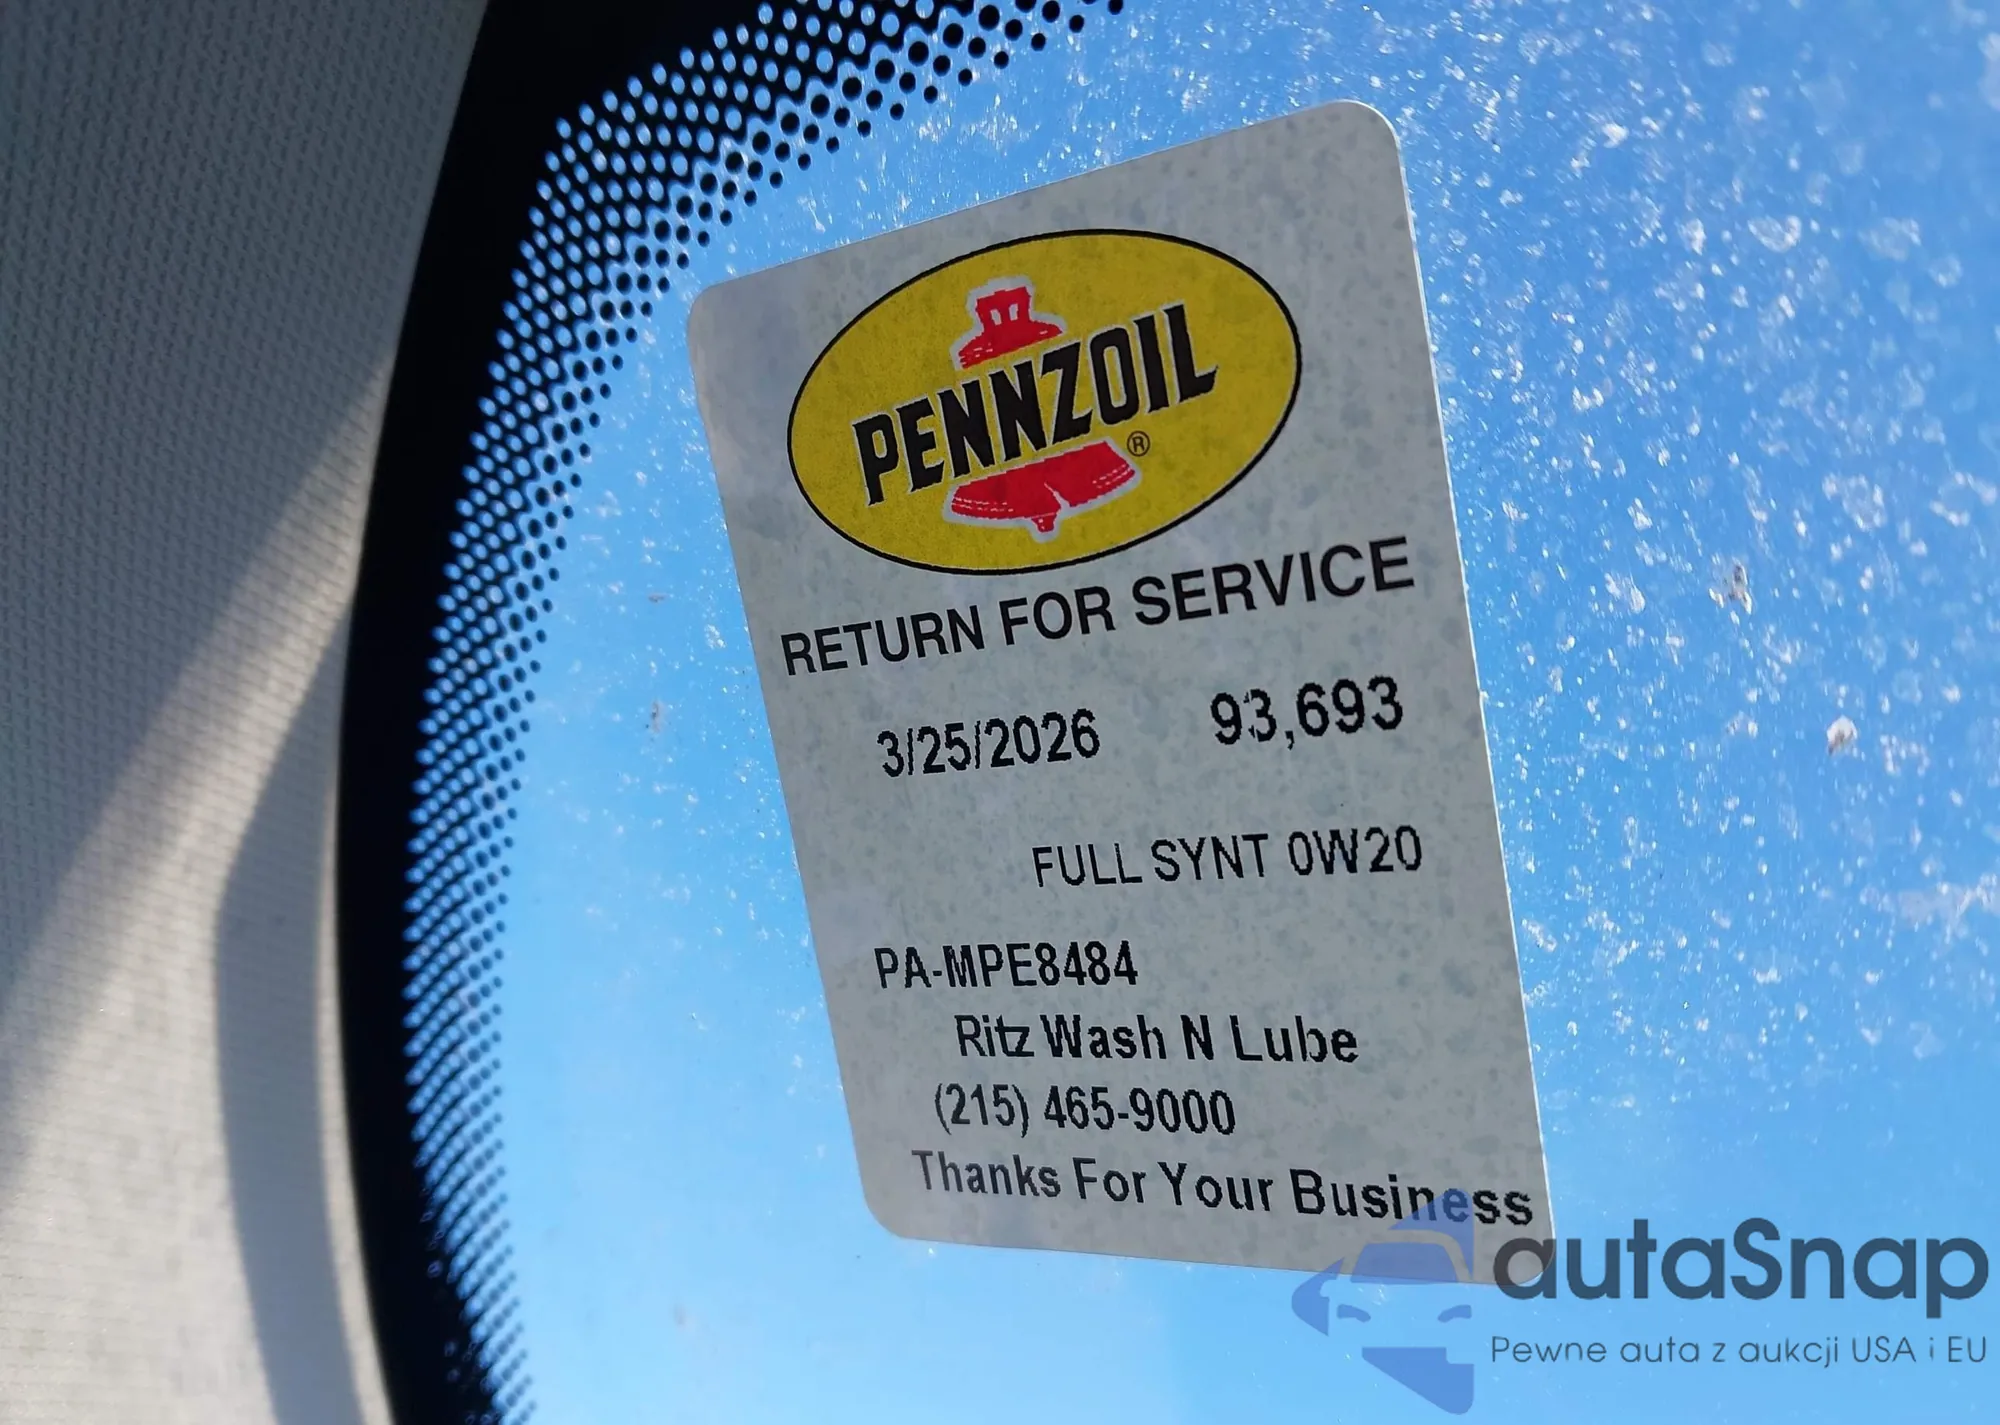 PENNZOIL®
RETURN FOR SERVICE
3/25/2026 93,693
FULL SYNT 0W20
PA-MPE8484
Ritz Wash N Lube
(215) 465-9000
Thanks For Your Business
autaSnap
Pewne auta z aukcji USA i EU